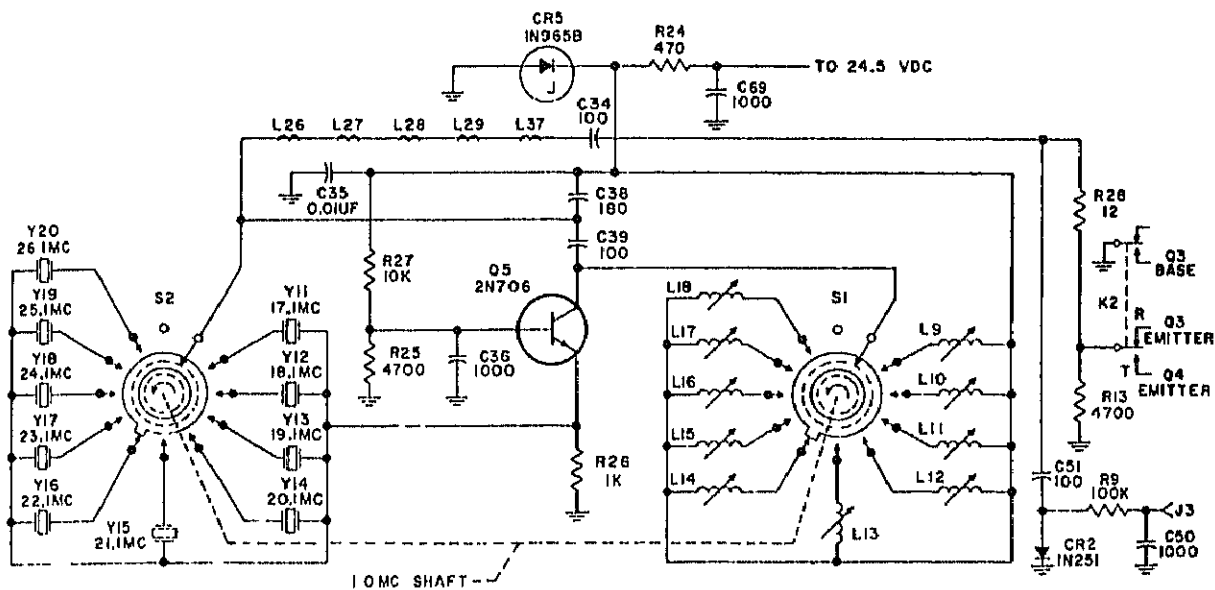 CR5
1N965B
R24
470
TO 24.5 VDC
C69
1000
C34
100
L26 L27 L28 L29 L37
C35
0.01UF
C38
180
C39
100
R28
12
Q3
BASE
K2
R
Q3
EMITTER
T
Q4
EMITTER
R13
4700
Y20
26.1MC
Y19
25.1MC
Y18
24.1MC
Y17
23.1MC
Y16
22.1MC
Y15
21.1MC
S2
Y11
17.1MC
Y12
18.1MC
Y13
19.1MC
Y14
20.1MC
R27
10K
R25
4700
C36
1000
Q5
2N706
R26
1K
L18
L17
L16
L15
L14
S1
L9
L10
L11
L12
L13
C51
100
R9
100K
J3
CR2
1N251
C50
1000
1 0MC SHAFT